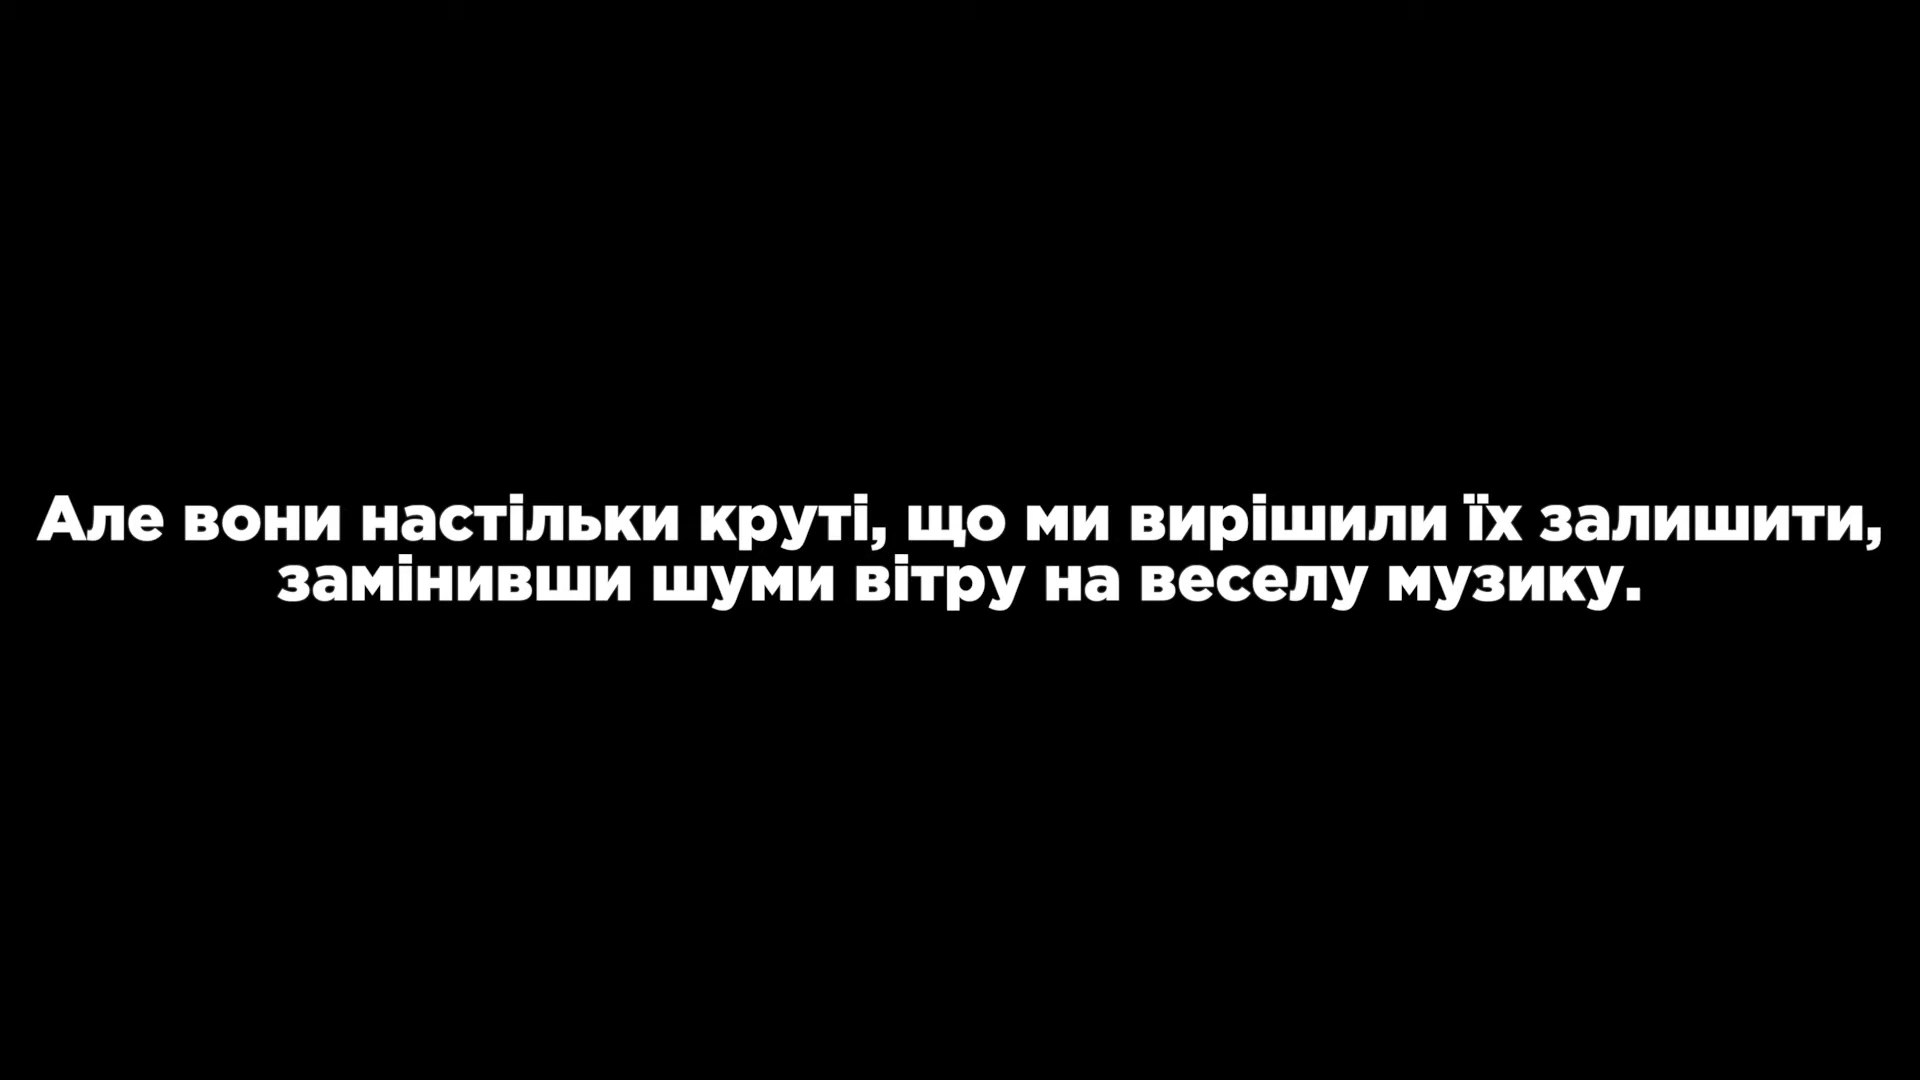 Але вони настільки круті, що ми вирішили їх залишити,
замінивши шуми вітру на веселу музику.